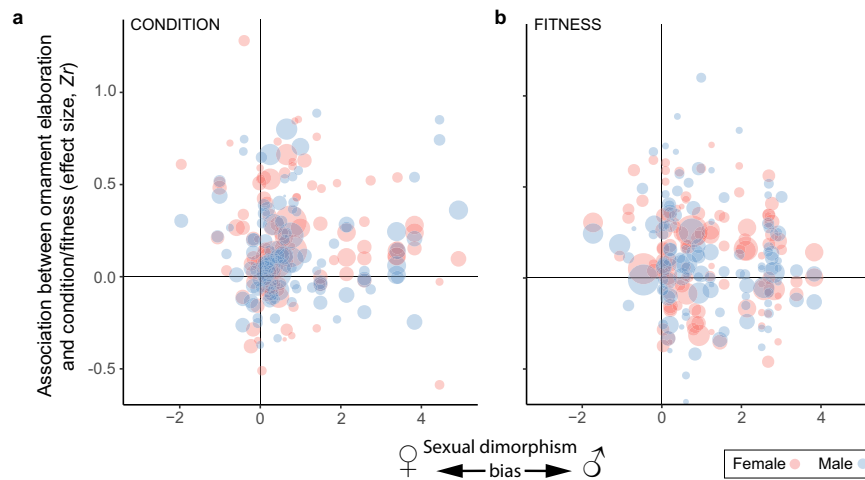 a
CONDITION
b
FITNESS
Association between ornament elaboration
and condition/fitness (effect size, Zr)
1.0
0.5
0.0
-0.5
−2
0
2
4
−2
0
2
4
♀ Sexual dimorphism ♂
bias
Female
Male